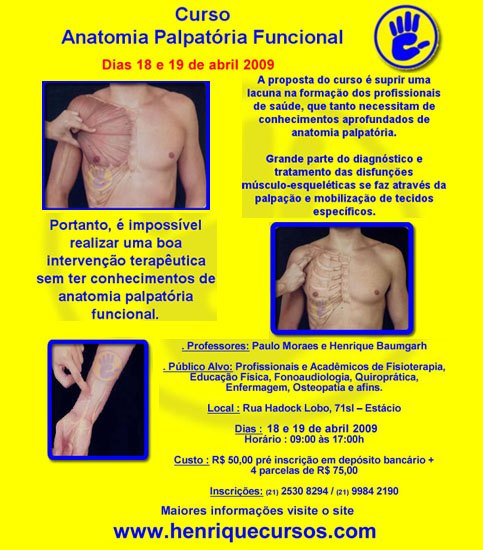 Curso
Anatomia Palpatória Funcional
Dias 18 e 19 de abril 2009
A proposta do curso é suprir uma
lacuna na formação dos profissionais
de saúde, que tanto necessitam de
conhecimentos aprofundados de
anatomia palpatória.
Grande parte do diagnóstico e
tratamento das disfunções
músculo-esqueléticas se faz através da
palpação e mobilização de tecidos
específicos.
Portanto, é impossível
realizar uma boa
intervenção terapêutica
sem ter conhecimentos de
anatomia palpatória
funcional.
. Professores: Paulo Moraes e Henrique Baumgarh
. Público Alvo: Profissionais e Acadêmicos de Fisioterapia,
Educação Física, Fonoaudiologia, Quiroprática,
Enfermagem, Osteopatia e afins.
Local : Rua Hadock Lobo, 71sl – Estácio
Dias : 18 e 19 de abril 2009
Horário : 09:00 às 17:00h
Custo : R$ 50,00 pré inscrição em depósito bancário +
4 parcelas de R$ 75,00
Inscrições: (21) 2530 8294 / (21) 9984 2190
Maiores informações visite o site
www.henriquecursos.com